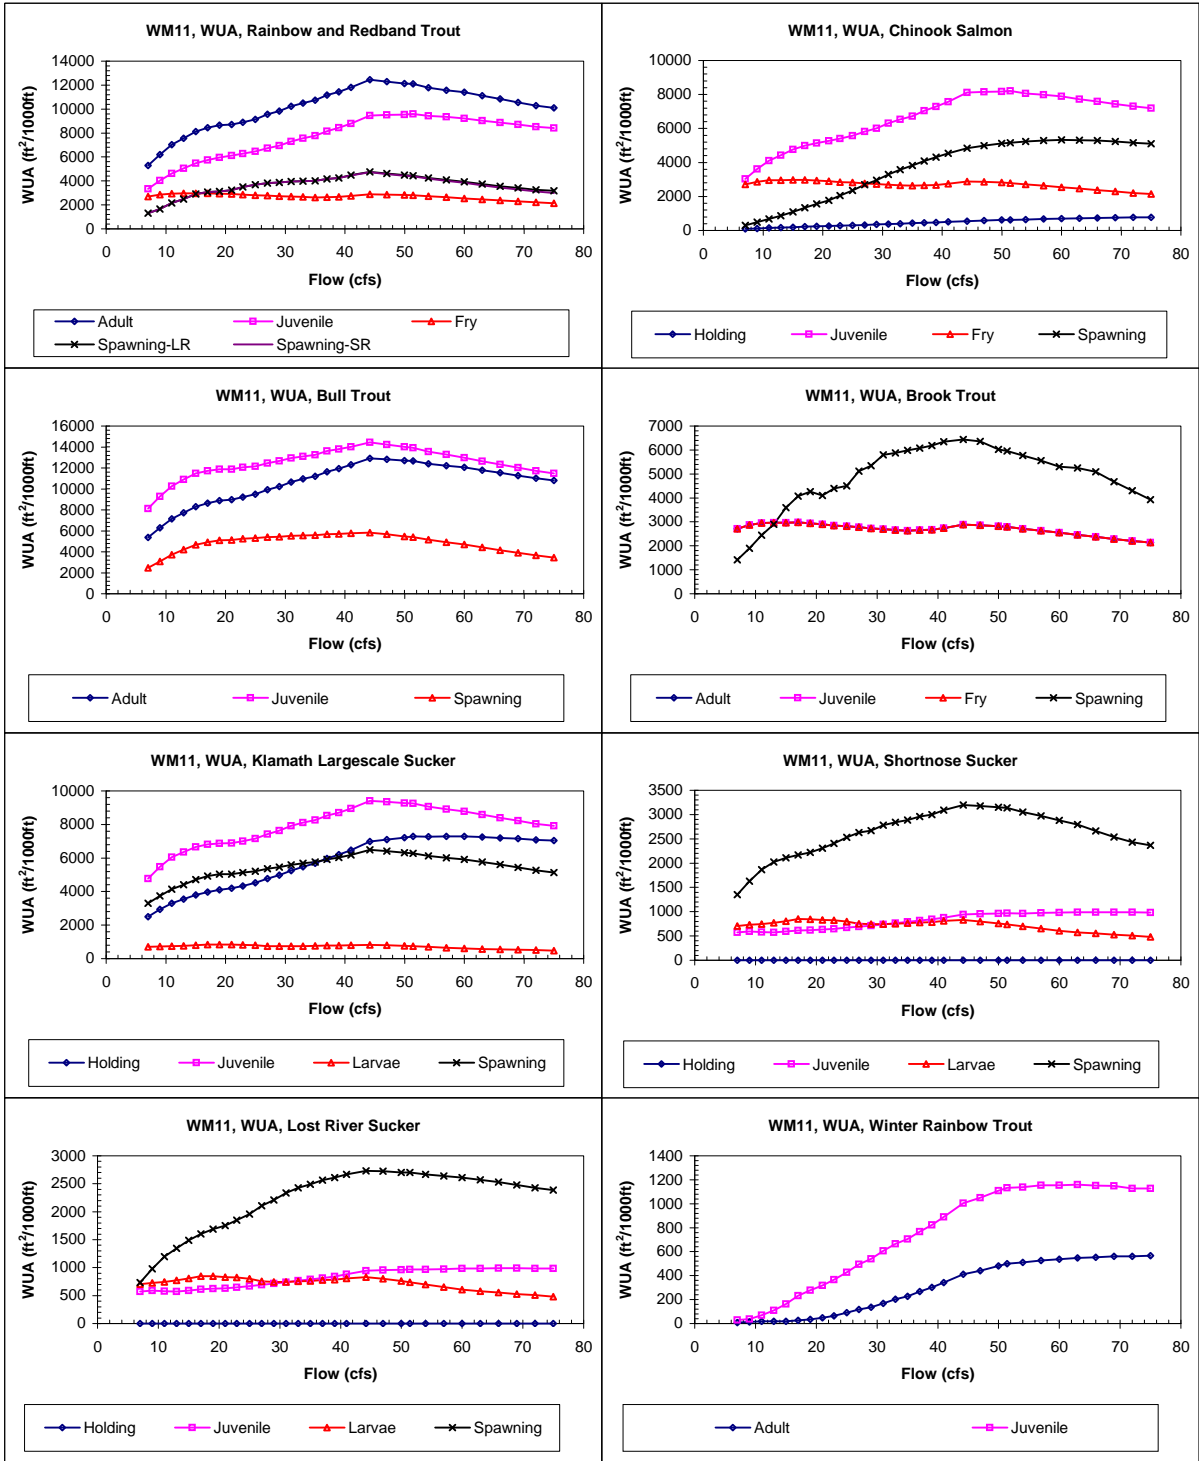 WM11, WUA, Rainbow and Redband Trout
WUA (ft2/1000ft)
14000
12000
10000
8000
6000
4000
2000
0
0 10 20 30 40 50 60 70 80
Flow (cfs)
Adult Juvenile Fry
Spawning-LR Spawning-SR
WM11, WUA, Chinook Salmon
WUA (ft2/1000ft)
10000
8000
6000
4000
2000
0
0 10 20 30 40 50 60 70 80
Flow (cfs)
Holding Juvenile Fry Spawning
WM11, WUA, Bull Trout
WUA (ft2/1000ft)
16000
14000
12000
10000
8000
6000
4000
2000
0
0 10 20 30 40 50 60 70 80
Flow (cfs)
Adult Juvenile Spawning
WM11, WUA, Brook Trout
WUA (ft2/1000ft)
7000
6000
5000
4000
3000
2000
1000
0
0 10 20 30 40 50 60 70 80
Flow (cfs)
Adult Juvenile Fry Spawning
WM11, WUA, Klamath Largescale Sucker
WUA (ft2/1000ft)
10000
8000
6000
4000
2000
0
0 10 20 30 40 50 60 70 80
Flow (cfs)
Holding Juvenile Larvae Spawning
WM11, WUA, Shortnose Sucker
WUA (ft2/1000ft)
3500
3000
2500
2000
1500
1000
500
0
0 10 20 30 40 50 60 70 80
Flow (cfs)
Holding Juvenile Larvae Spawning
WM11, WUA, Lost River Sucker
WUA (ft2/1000ft)
3000
2500
2000
1500
1000
500
0
0 10 20 30 40 50 60 70 80
Flow (cfs)
Holding Juvenile Larvae Spawning
WM11, WUA, Winter Rainbow Trout
WUA (ft2/1000ft)
1400
1200
1000
800
600
400
200
0
0 10 20 30 40 50 60 70 80
Flow (cfs)
Adult Juvenile